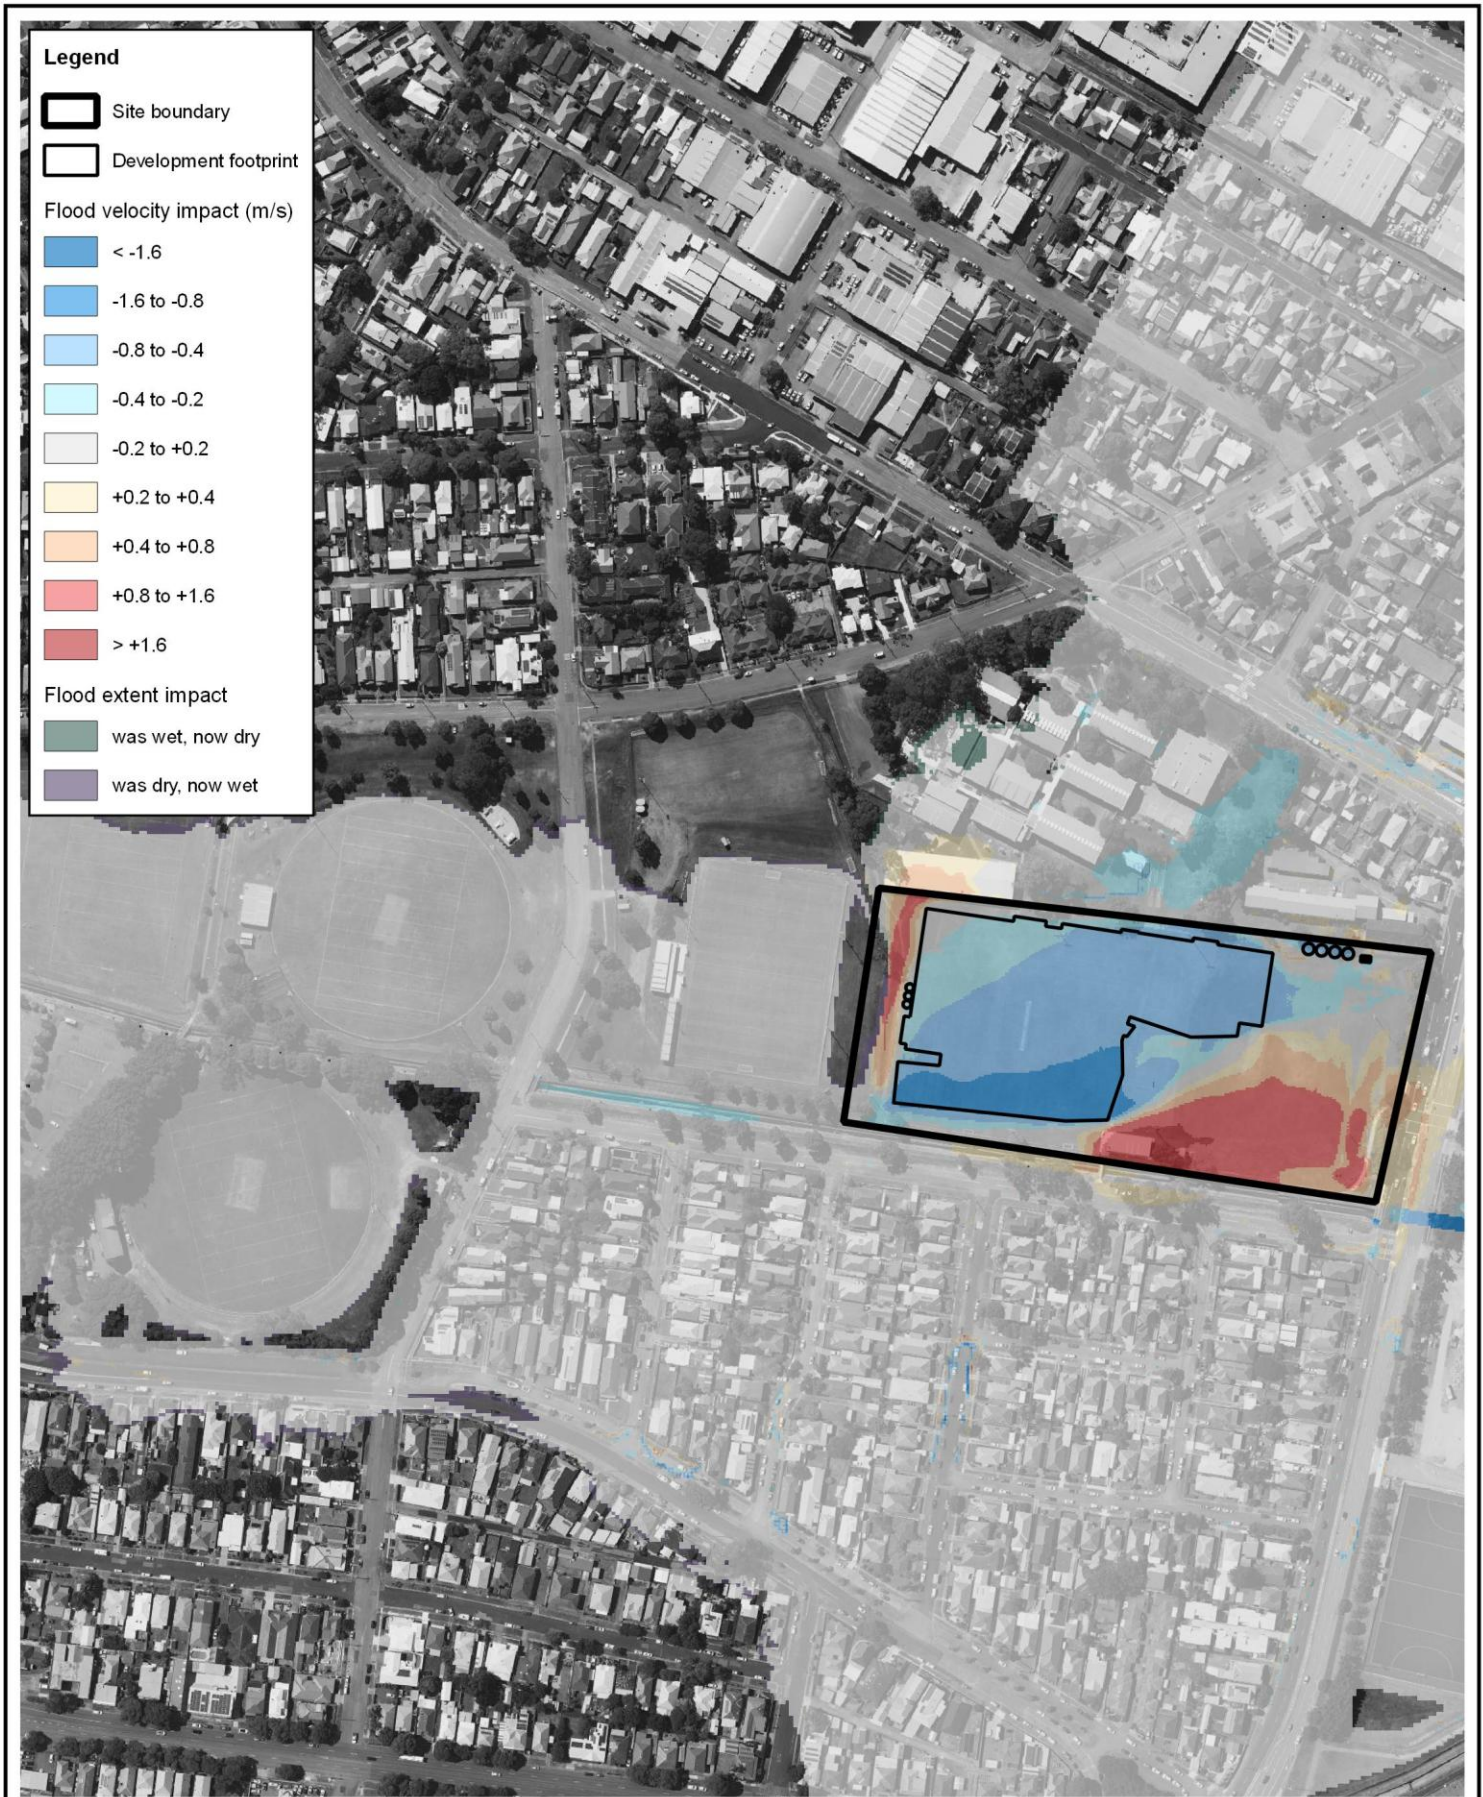 Legend
Site boundary
Development footprint
Flood velocity impact (m/s)
< -1.6
-1.6 to -0.8
-0.8 to -0.4
-0.4 to -0.2
-0.2 to +0.2
+0.2 to +0.4
+0.4 to +0.8
+0.8 to +1.6
> +1.6
Flood extent impact
was wet, now dry
was dry, now wet